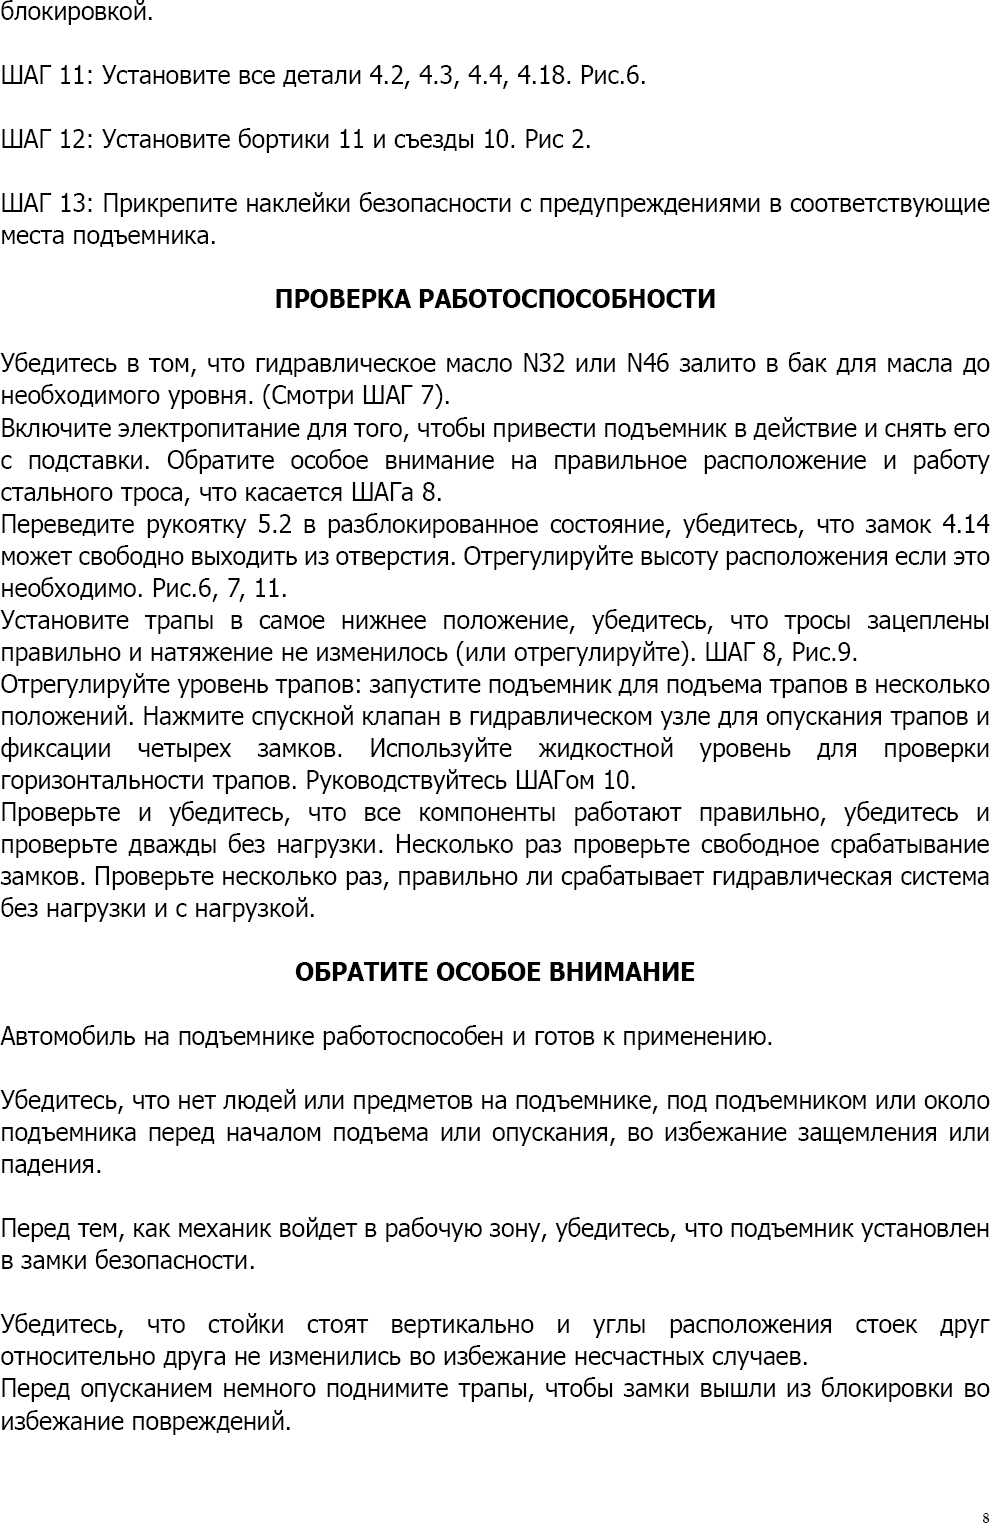 блокировкой.
ШАГ 11: Установите все детали 4.2, 4.3, 4.4, 4.18. Рис.6.
ШАГ 12: Установите бортики 11 и съезды 10. Рис 2.
ШАГ 13: Прикрепите наклейки безопасности с предупреждениями в соответствующие
места подъемника.
ПРОВЕРКА РАБОТОСПОСОБНОСТИ
Убедитесь в том, что гидравлическое масло N32 или N46 залито в бак для масла до
необходимого уровня. (Смотри ШАГ 7).
Включите электропитание для того, чтобы привести подъемник в действие и снять его
с подставки. Обратите особое внимание на правильное расположение и работу
стального троса, что касается ШАГа 8.
Переведите рукоятку 5.2 в разблокированное состояние, убедитесь, что замок 4.14
может свободно выходить из отверстия. Отрегулируйте высоту расположения если это
необходимо. Рис.6, 7, 11.
Установите трапы в самое нижнее положение, убедитесь, что тросы зацеплены
правильно и натяжение не изменилось (или отрегулируйте). ШАГ 8, Рис.9.
Отрегулируйте уровень трапов: запустите подъемник для подъема трапов в несколько
положений. Нажмите спускной клапан в гидравлическом узле для опускания трапов и
фиксации четырех замков. Используйте жидкостной уровень для проверки
горизонтальности трапов. Руководствуйтесь ШАГом 10.
Проверьте и убедитесь, что все компоненты работают правильно, убедитесь и
проверьте дважды без нагрузки. Несколько раз проверьте свободное срабатывание
замков. Проверьте несколько раз, правильно ли срабатывает гидравлическая система
без нагрузки и с нагрузкой.
ОБРАТИТЕ ОСОБОЕ ВНИМАНИЕ
Автомобиль на подъемнике работоспособен и готов к применению.
Убедитесь, что нет людей или предметов на подъемнике, под подъемником или около
подъемника перед началом подъема или опускания, во избежание защемления или
падения.
Перед тем, как механик войдет в рабочую зону, убедитесь, что подъемник установлен
в замки безопасности.
Убедитесь, что стойки стоят вертикально и углы расположения стоек друг
относительно друга не изменились во избежание несчастных случаев.
Перед опусканием немного поднимите трапы, чтобы замки вышли из блокировки во
избежание повреждений.
8